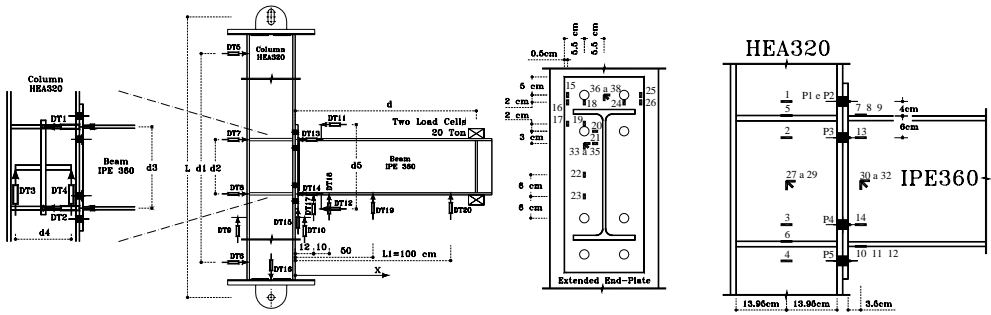 Column
HEA320
DT1
Beam
IPE 360
d3
DT3
DT4
DT2
d4
DT5
Column
HEA320
d
DT11
Two Load Cells
20 Ton
DT7
DT13
L d1 d2
d5
Beam
IPE 360
DT8
DT14
DT18
DT17
DT12
DT19
DT20
DT15
DT9
DT10
12 10
50
L1=100 cm
DT6
DT16
X
5.5 cm
5.5 cm
0.5cm
15
36 a 38
25
5 cm
16
18
24
26
2 cm
17
19
20
2 cm
21
3 cm
33 a 35
22
6 cm
23
6 cm
Extended End-Plate
HEA320
1
P1 e P2
4cm
5
7 8 9
6cm
2
P3
13
27 a 29
30 a 32
IPE360
3
P4
14
6
10 11 12
4
P5
13.95cm
13.95cm
3.5cm